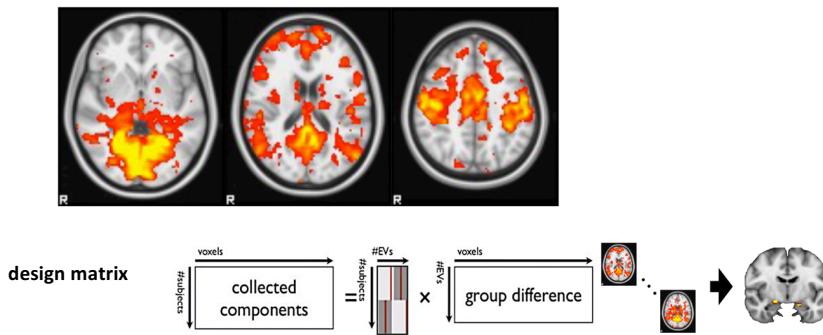 R
R
R
voxels
#EVs
voxels
design matrix
#subjects
collected
components
=
#subjects
×
#EVs
group difference